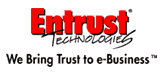 Entrust
TECHNOLOGIES
We Bring Trust to e-Business™